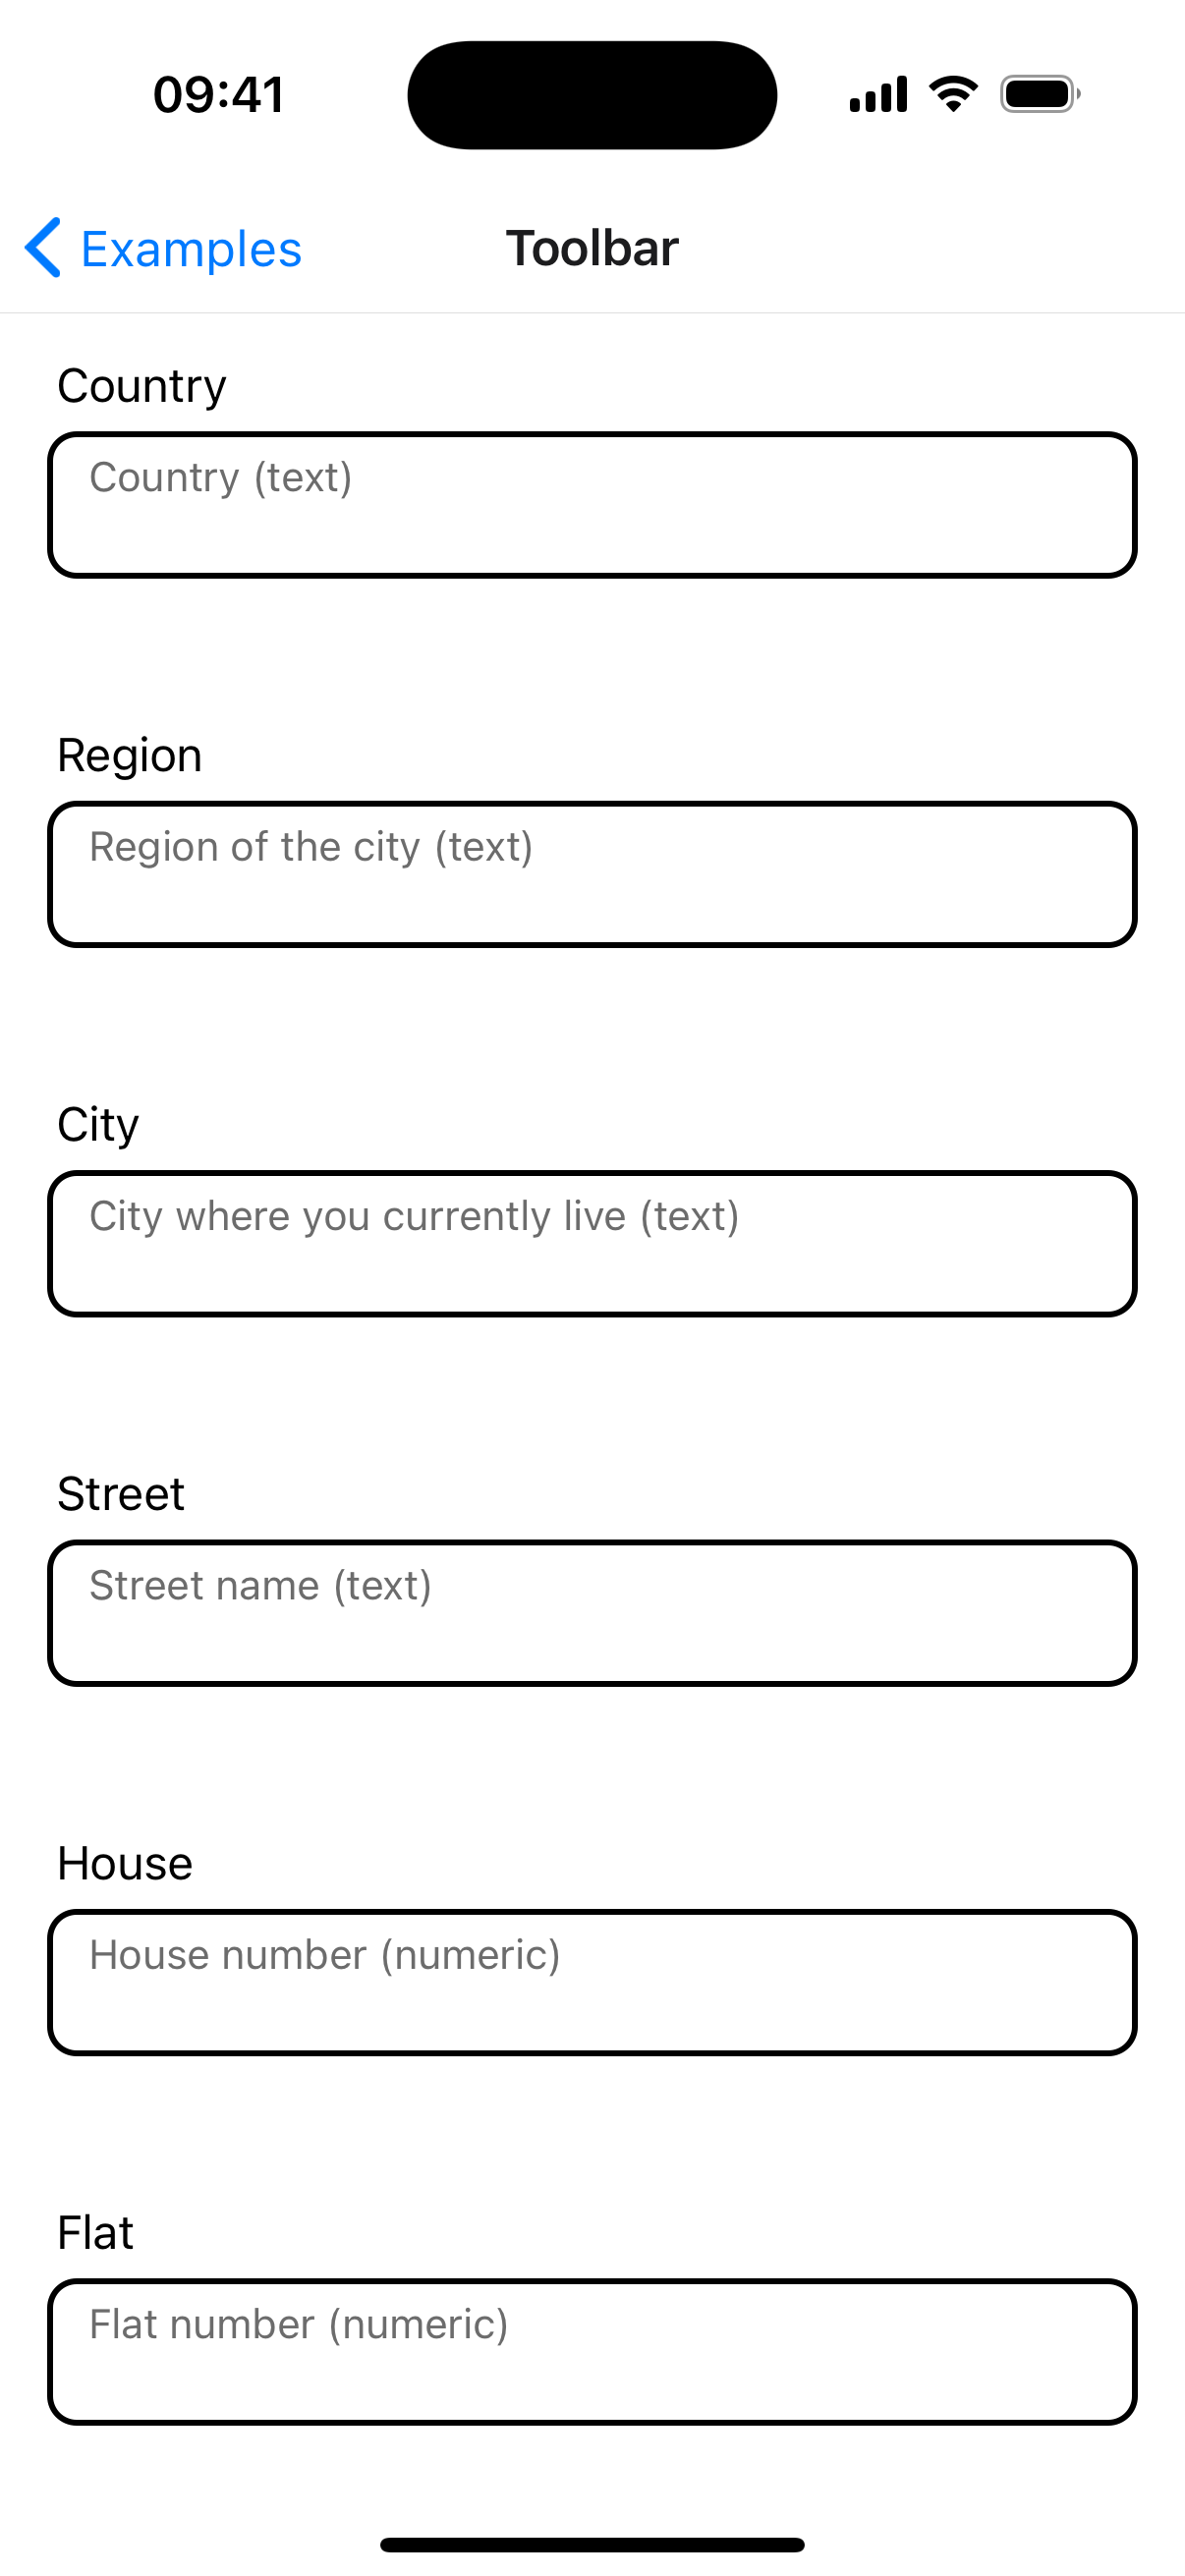 09:41
Examples
Toolbar
Country
Country (text)
Region
Region of the city (text)
City
City where you currently live (text)
Street
Street name (text)
House
House number (numeric)
Flat
Flat number (numeric)